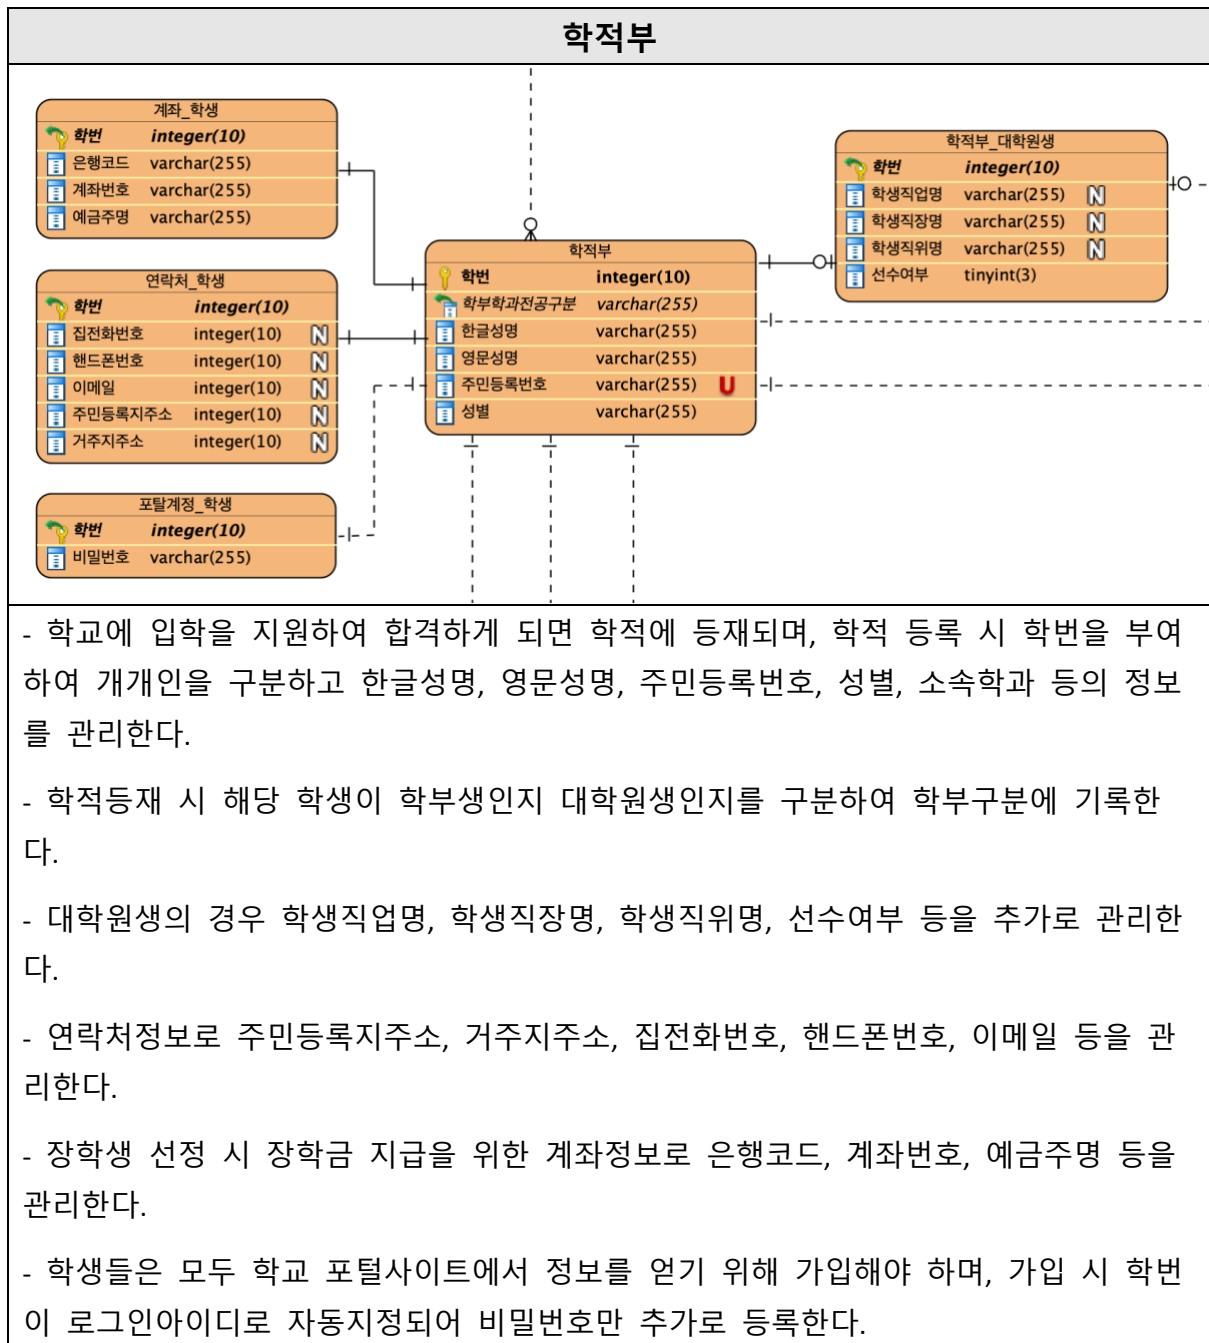 학적부
계좌_학생
학번 integer(10)
은행코드 varchar(255)
계좌번호 varchar(255)
예금주명 varchar(255)
연락처_학생
학번 integer(10)
집전화번호 integer(10) N
핸드폰번호 integer(10) N
이메일 integer(10) N
주민등록지주소 integer(10) N
거주지주소 integer(10) N
포탈계정_학생
학번 integer(10)
비밀번호 varchar(255)
학적부
학번 integer(10)
학부학과전공구분 varchar(255)
한글성명 varchar(255)
영문성명 varchar(255)
주민등록번호 varchar(255) U
성별 varchar(255)
학적부_대학원생
학번 integer(10)
학생직업명 varchar(255) N
학생직장명 varchar(255) N
학생직위명 varchar(255) N
선수여부 tinyint(3)
- 학교에 입학을 지원하여 합격하게 되면 학적에 등재되며, 학적 등록 시 학번을 부여
하여 개개인을 구분하고 한글성명, 영문성명, 주민등록번호, 성별, 소속학과 등의 정보
를 관리한다.
- 학적등재 시 해당 학생이 학부생인지 대학원생인지를 구분하여 학부구분에 기록한
다.
- 대학원생의 경우 학생직업명, 학생직장명, 학생직위명, 선수여부 등을 추가로 관리한
다.
- 연락처정보로 주민등록지주소, 거주지주소, 집전화번호, 핸드폰번호, 이메일 등을 관
리한다.
- 장학생 선정 시 장학금 지급을 위한 계좌정보로 은행코드, 계좌번호, 예금주명 등을
관리한다.
- 학생들은 모두 학교 포털사이트에서 정보를 얻기 위해 가입해야 하며, 가입 시 학번
이 로그인아이디로 자동지정되어 비밀번호만 추가로 등록한다.